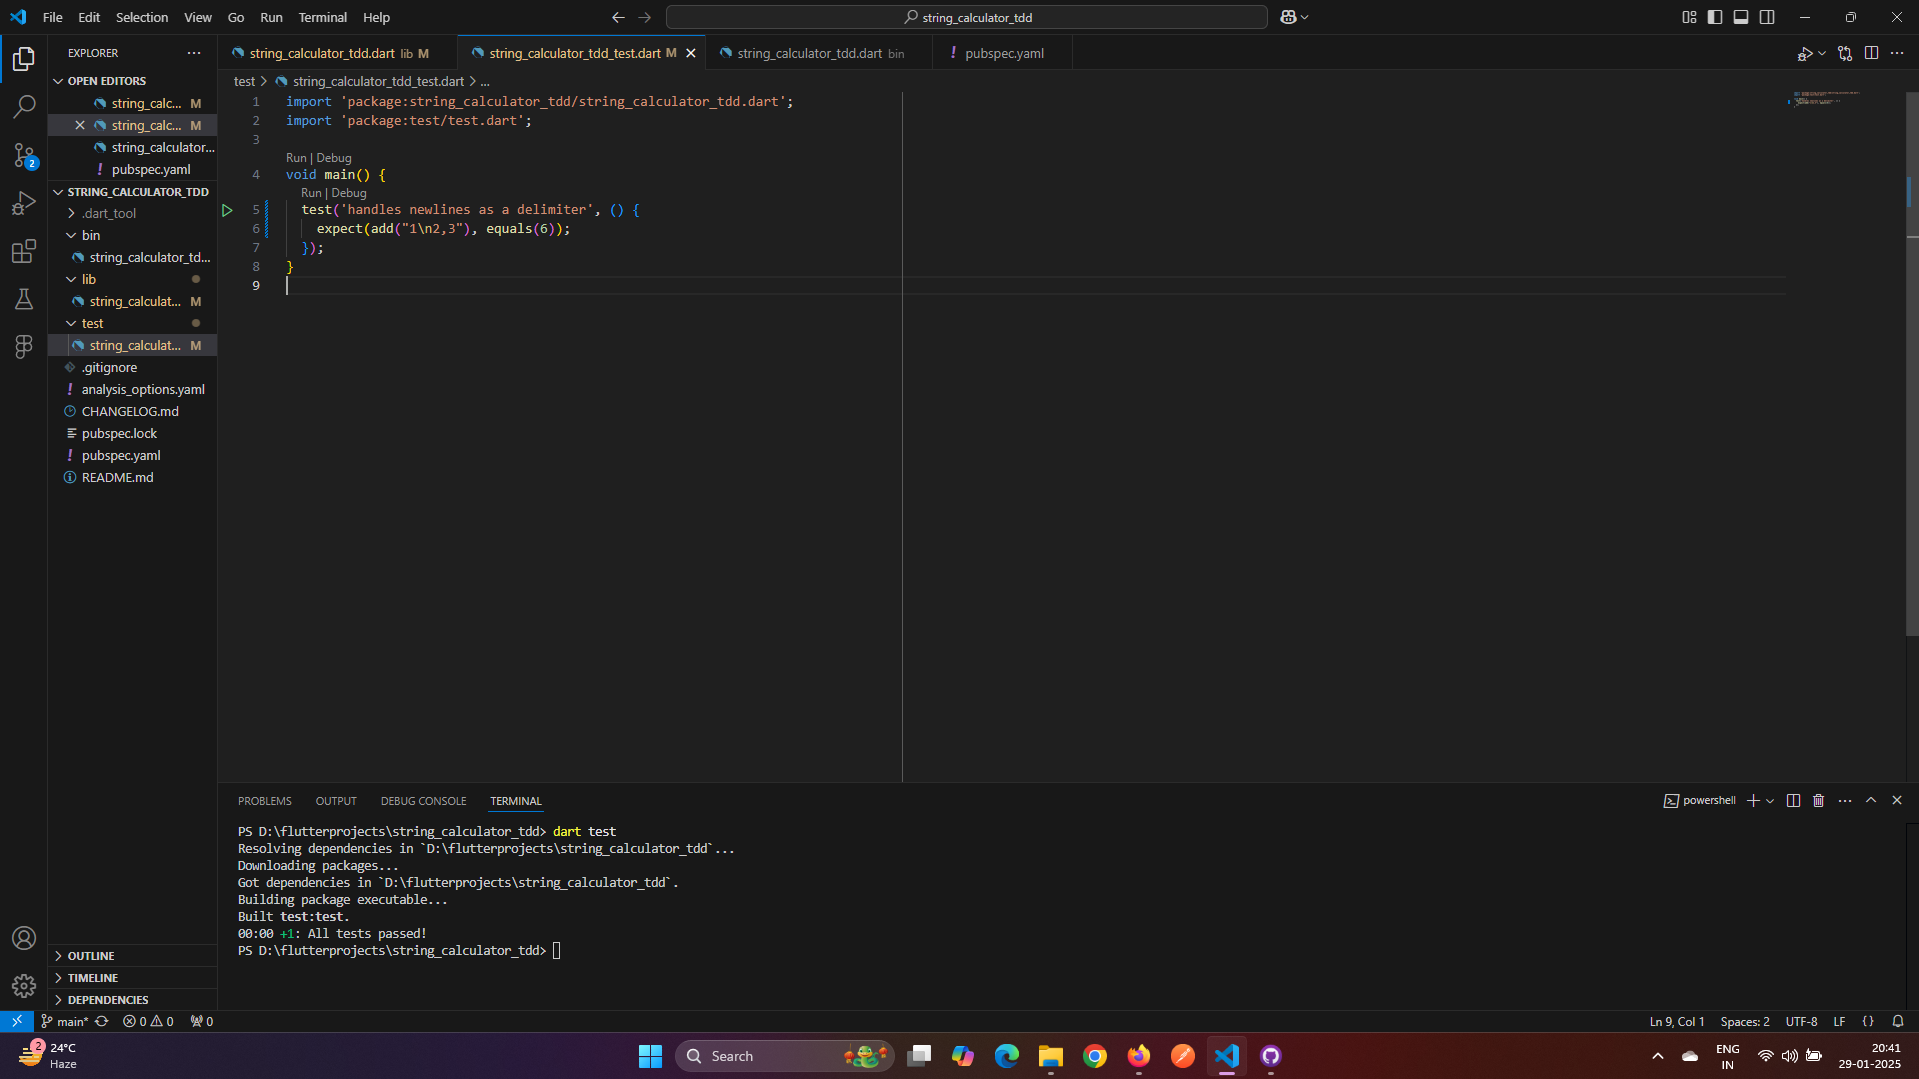 File Edit Selection View Go Run Terminal Help
string_calculator_tdd
EXPLORER
OPEN EDITORS
string_calc... M
string_calc... M
string_calculator...
! pubspec.yaml
STRING_CALCULATOR_TDD
.dart_tool
bin
string_calculator_td...
lib
string_calculat... M
test
string_calculat... M
.gitignore
! analysis_options.yaml
CHANGELOG.md
pubspec.lock
! pubspec.yaml
README.md
OUTLINE
TIMELINE
DEPENDENCIES
2
string_calculator_tdd.dart lib M
string_calculator_tdd_test.dart M
string_calculator_tdd.dart bin
! pubspec.yaml
test > string_calculator_tdd_test.dart > ...
1 import 'package:string_calculator_tdd/string_calculator_tdd.dart';
2 import 'package:test/test.dart';
3
Run | Debug
4 void main() {
Run | Debug
5 test('handles newlines as a delimiter', () {
6 expect(add("1\n2,3"), equals(6));
7 });
8 }
9
PROBLEMS OUTPUT DEBUG CONSOLE TERMINAL
powershell
PS D:\flutterprojects\string_calculator_tdd> dart test
Resolving dependencies in `D:\flutterprojects\string_calculator_tdd`...
Downloading packages...
Got dependencies in `D:\flutterprojects\string_calculator_tdd`.
Building package executable...
Built test:test.
00:00 +1: All tests passed!
PS D:\flutterprojects\string_calculator_tdd>
main* 0 0 0
Ln 9, Col 1 Spaces: 2 UTF-8 LF {}
2
24°C
Haze
Search
ENG
IN
20:41
29-01-2025